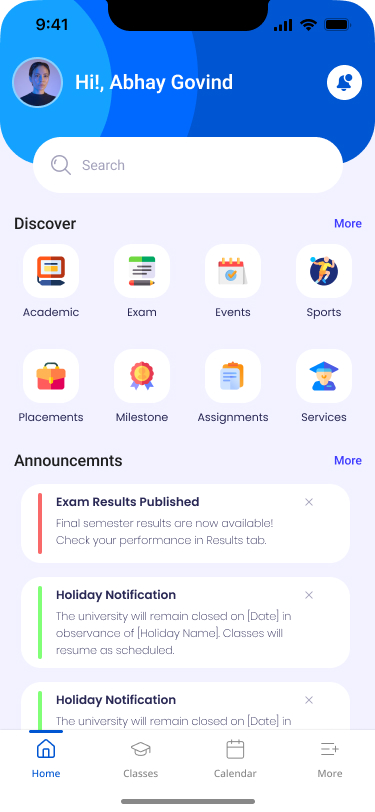 9:41
Hi!, Abhay Govind
Search
Discover More
Academic Exam Events Sports
Placements Milestone Assignments Services
Announcemnts More
Exam Results Published
Final semester results are now available!
Check your performance in Results tab.
Holiday Notification
The university will remain closed on [Date] in
observance of [Holiday Name]. Classes will
resume as scheduled.
Holiday Notification
The university will remain closed on [Date] in
Home Classes Calendar More